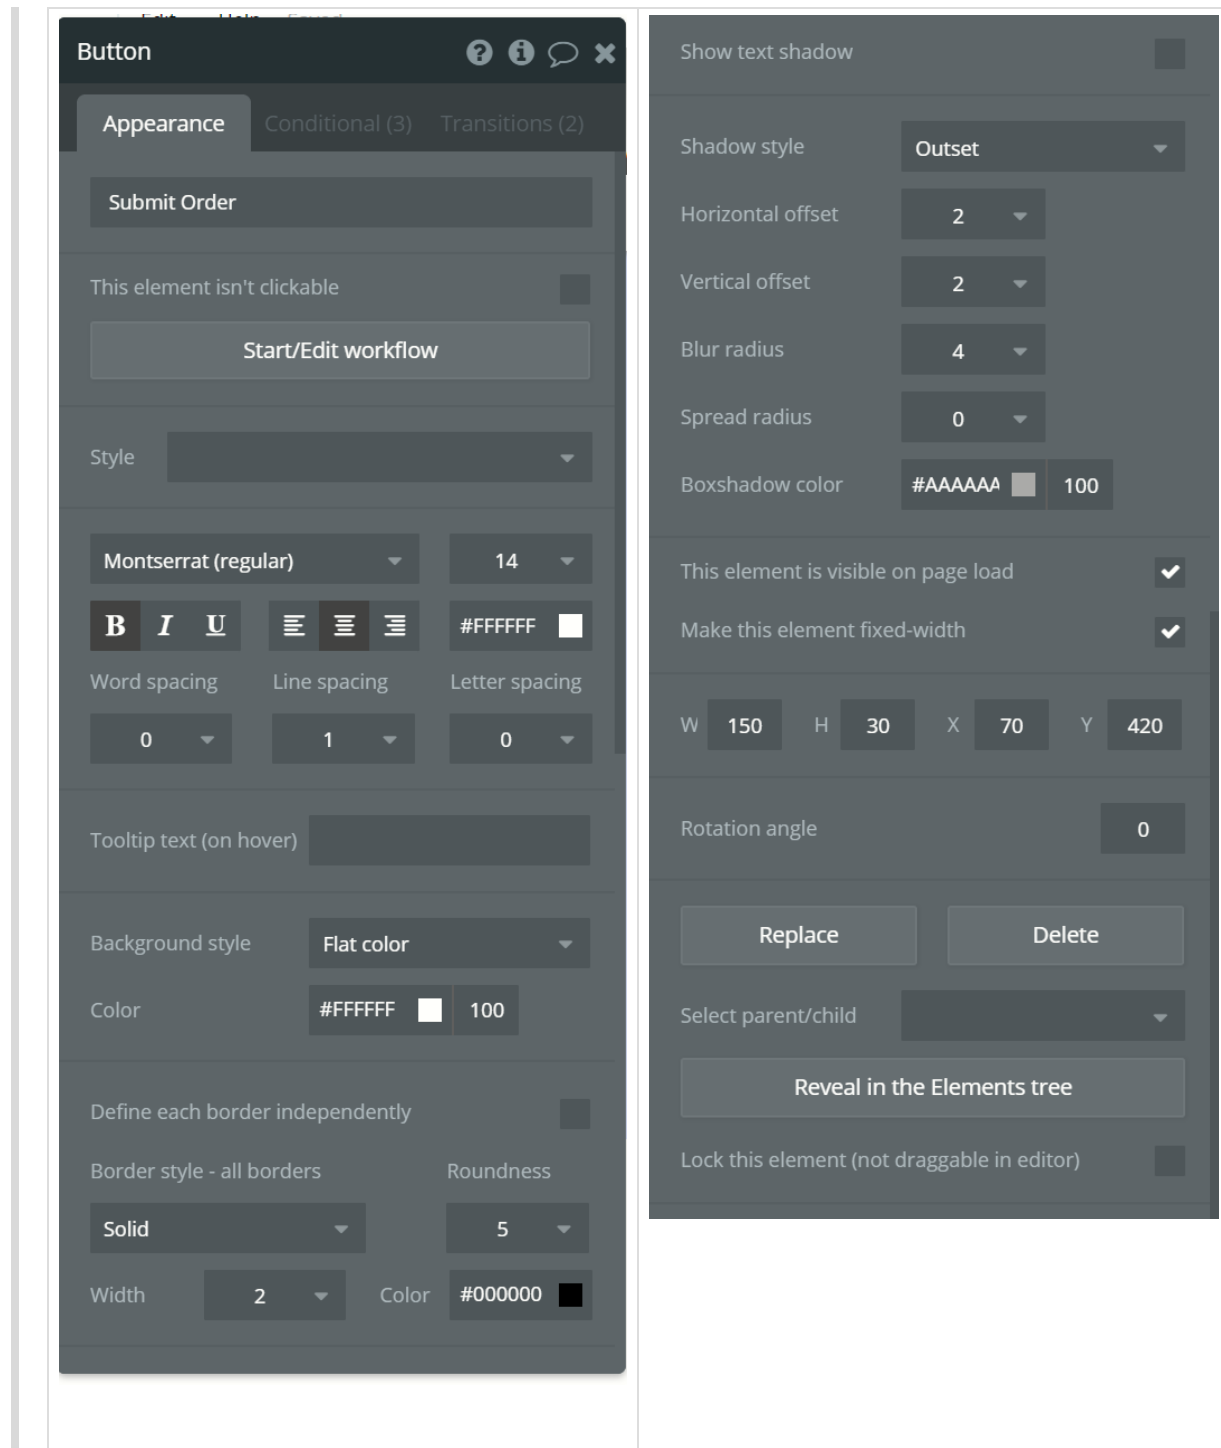 Button
Appearance Conditional (3) Transitions (2)
Submit Order
This element isn't clickable
Start/Edit workflow
Style
Montserrat (regular) 14
B I U #FFFFFF
Word spacing Line spacing Letter spacing
0 1 0
Tooltip text (on hover)
Background style Flat color
Color #FFFFFF 100
Define each border independently
Border style - all borders Roundness
Solid 5
Width 2 Color #000000
Show text shadow
Shadow style Outset
Horizontal offset 2
Vertical offset 2
Blur radius 4
Spread radius 0
Boxshadow color #AAAAAA 100
This element is visible on page load
Make this element fixed-width
W 150 H 30 X 70 Y 420
Rotation angle 0
Replace Delete
Select parent/child
Reveal in the Elements tree
Lock this element (not draggable in editor)